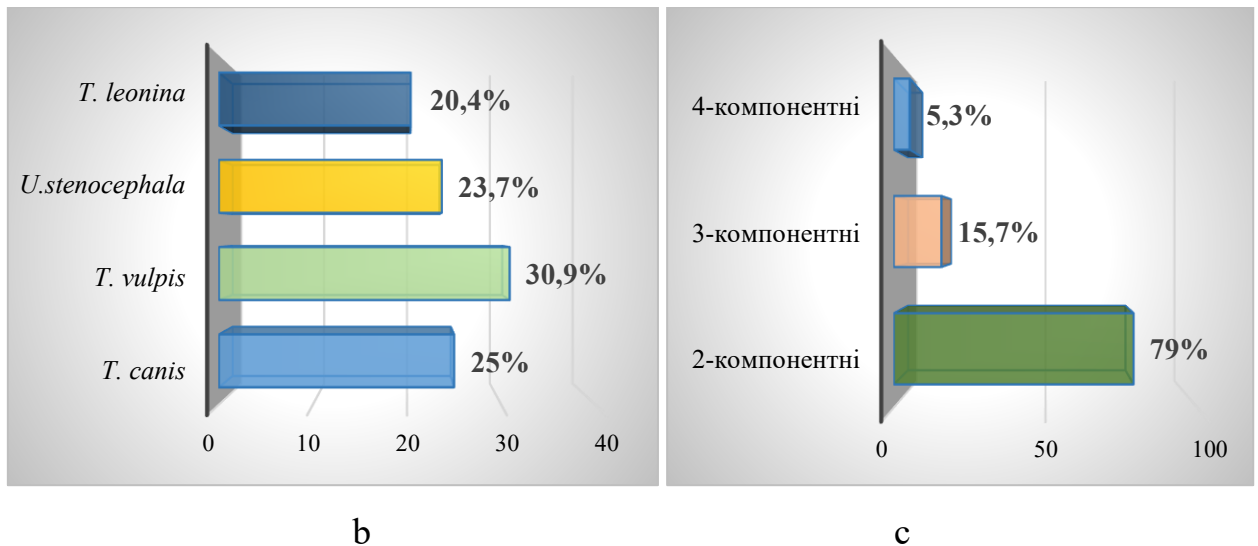 T. leonina
20,4%
U.stenocephala
23,7%
T. vulpis
30,9%
T. canis
25%
0 10 20 30 40
b
4-компонентні
5,3%
3-компонентні
15,7%
2-компонентні
79%
0 50 100
c